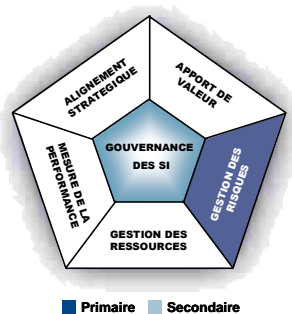 ALIGNEMENT
STRATEGIQUE
APPORT DE
VALEUR
GOUVERNANCE
DES SI
MESURE DE LA
PERFORMANCE
GESTION DES
RISQUES
GESTION DES
RESSOURCES
Primaire Secondaire